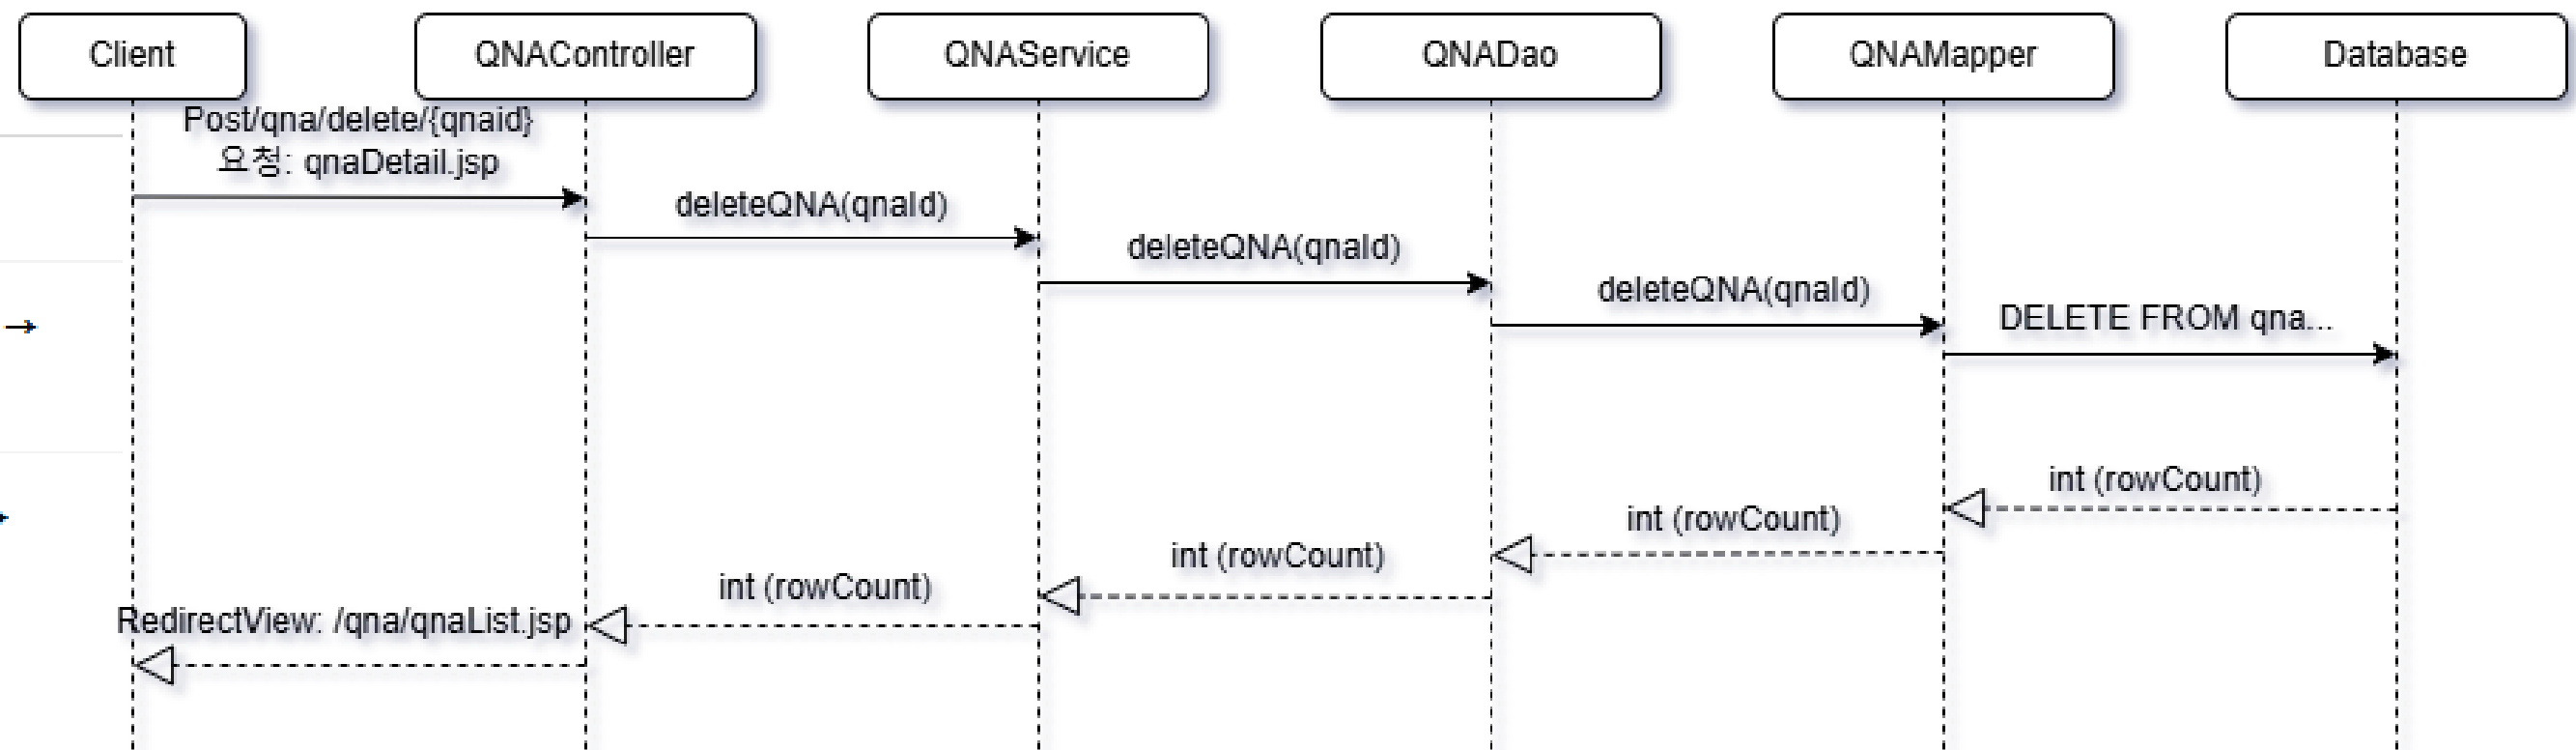 Client
QNAController
QNAService
QNADao
QNAMapper
Database
Post/qna/delete/{qnaid}
요청: qnaDetail.jsp
deleteQNA(qnaId)
deleteQNA(qnaId)
deleteQNA(qnaId)
DELETE FROM qna...
int (rowCount)
int (rowCount)
int (rowCount)
int (rowCount)
RedirectView: /qna/qnaList.jsp